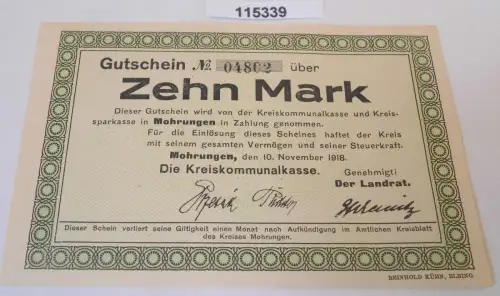 115339
Gutschein № 04802 über
Zehn Mark
Dieser Gutschein wird von der Kreiskommunalkasse und Kreis-
sparkasse in Mohrungen in Zahlung genommen.
Für die Einlösung dieses Scheines haftet der Kreis
mit seinem gesamten Vermögen und seiner Steuerkraft.
Mohrungen, den 10. November 1918.
Die Kreiskommunalkasse.
Genehmigt:
Der Landrat.
Dieser Schein verliert seine Giltigkeit einen Monat nach Aufkündigung im Amtlichen Kreisblatt
des Kreises Mohrungen.
REINHOLD KÜHN, ELBING